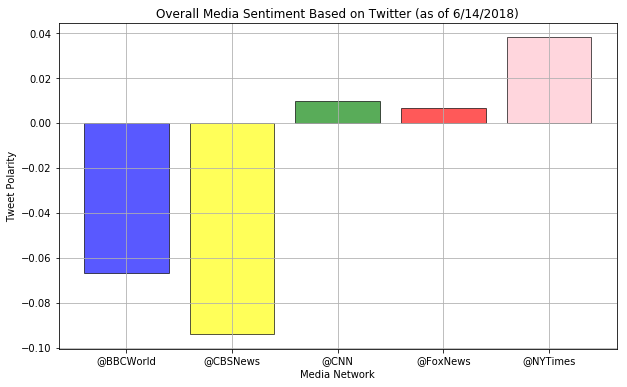 Overall Media Sentiment Based on Twitter (as of 6/14/2018)
Tweet Polarity
0.04
0.02
0.00
−0.02
−0.04
−0.06
−0.08
−0.10
@BBCWorld @CBSNews @CNN @FoxNews @NYTimes
Media Network